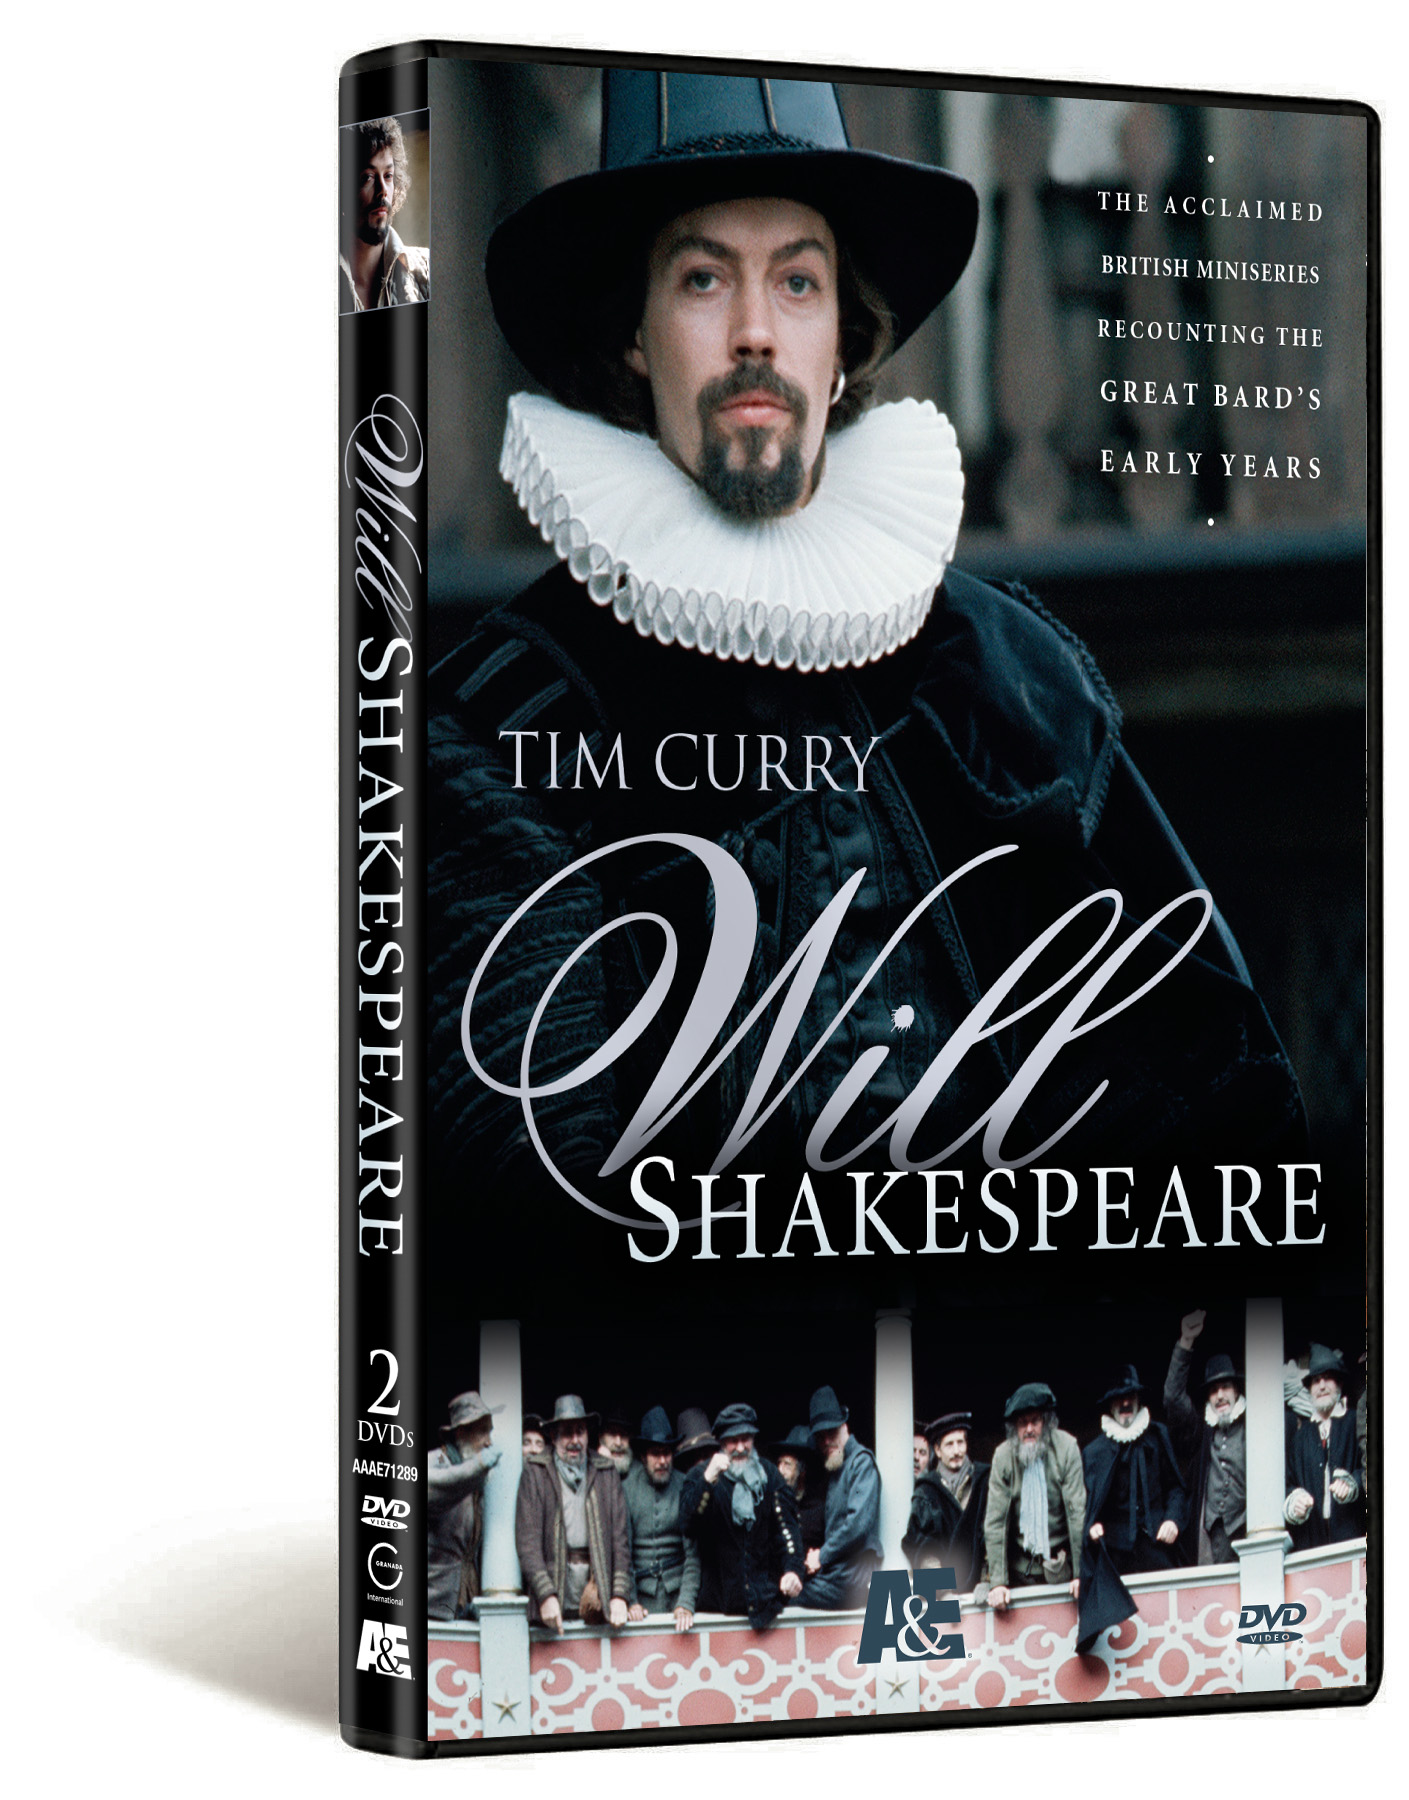 THE ACCLAIMED
BRITISH MINISERIES
RECOUNTING THE
GREAT BARD'S
EARLY YEARS
TIM CURRY
Will
SHAKESPEARE
A&E
DVD
VIDEO
Will SHAKESPEARE
2
DVDs
AAAE71289
DVD
VIDEO
GRANADA
International
A&E